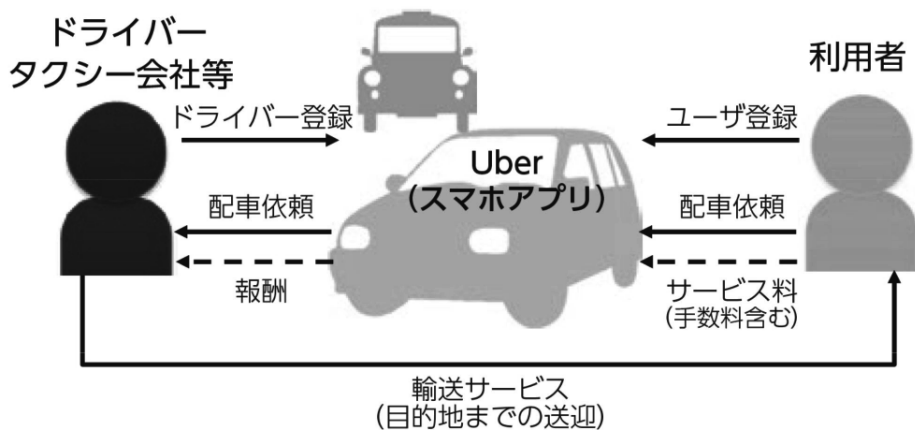 ドライバー
タクシー会社等
利用者
ドライバー登録
ユーザ登録
Uber
(スマホアプリ)
配車依頼
配車依頼
報酬
サービス料
(手数料含む)
輸送サービス
(目的地までの送迎)